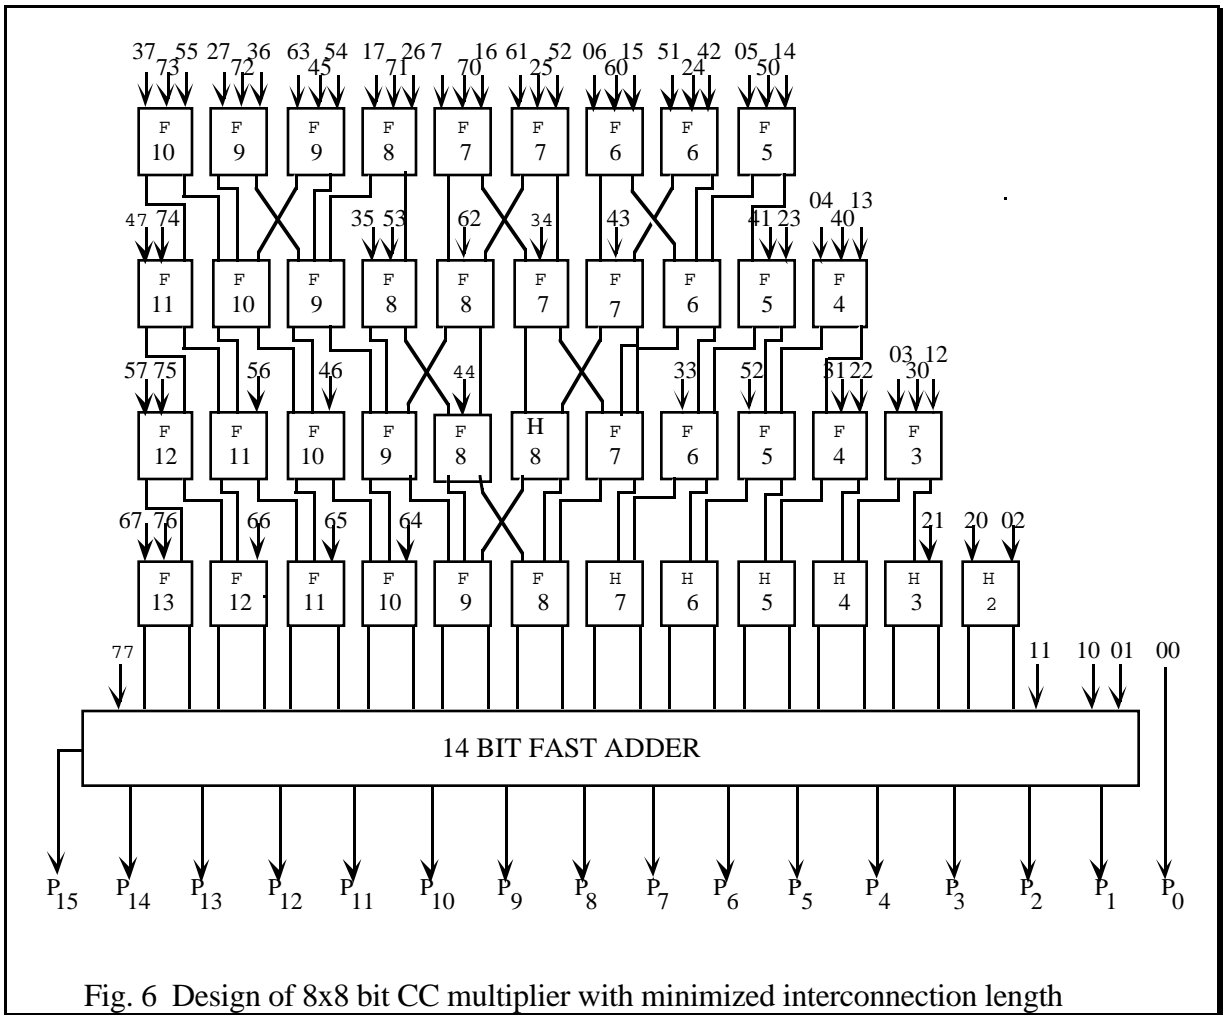 37 55 27 36 63 54 17 26 7 16 61 52 06 15 51 42 05 14
73 72 45 71 70 25 60 24 50
F F F F F F F F F
10 9 9 8 7 7 6 6 5
04 13
47 74 35 53 62 34 43 41 23 40
F F F F F F F F F F
11 10 9 8 8 7 7 6 5 4
03 12
57 75 56 46 44 33 52 31 22 30
F F F F F H F F F F F
12 11 10 9 8 8 7 6 5 4 3
67 76 66 65 64 21 20 02
F F F F F F H H H H H H
13 12 11 10 9 8 7 6 5 4 3 2
77 11 10 01 00
14 BIT FAST ADDER
P15 P14 P13 P12 P11 P10 P9 P8 P7 P6 P5 P4 P3 P2 P1 P0
Fig. 6 Design of 8x8 bit CC multiplier with minimized interconnection length